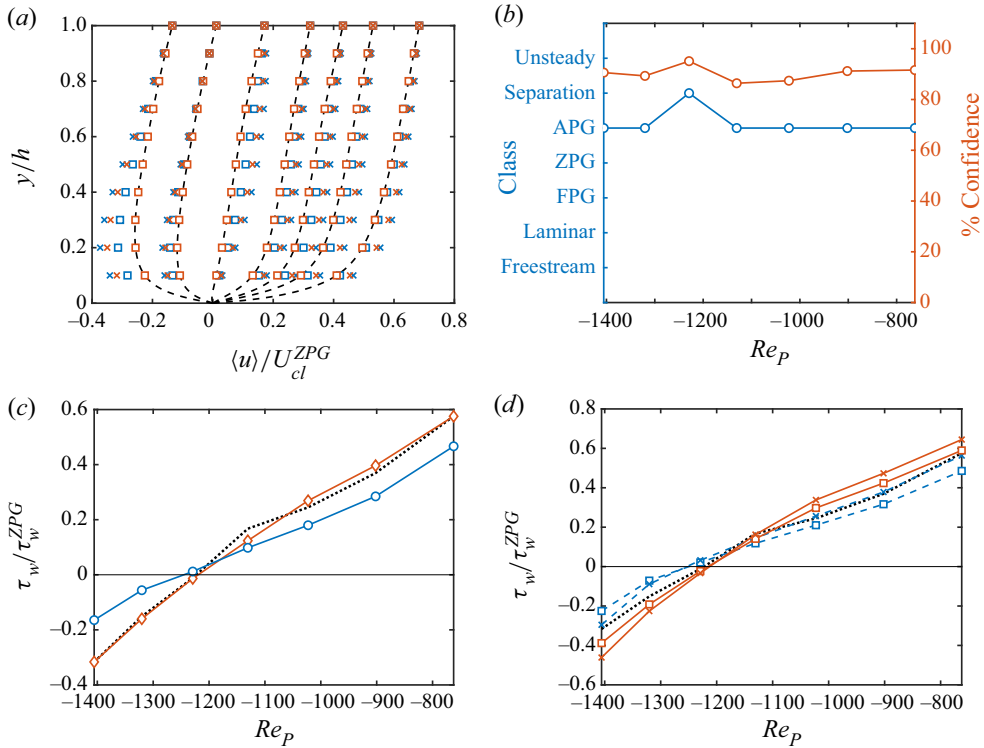 (a)
1.0
0.8
0.6
0.4
0.2
0
y/h
−0.4
−0.2
0
0.2
0.4
0.6
0.8
⟨u⟩/U_{cl}^{ZPG}
(b)
Unsteady
Separation
APG
ZPG
FPG
Laminar
Freestream
Class
100
80
60
40
20
0
% Confidence
−1400
−1200
−1000
−800
Re_P
(c)
0.6
0.4
0.2
0
−0.2
−0.4
τ_w/τ_w^{ZPG}
−1400
−1300
−1200
−1100
−1000
−900
−800
Re_P
(d)
0.8
0.6
0.4
0.2
0
−0.2
−0.4
−0.6
τ_w/τ_w^{ZPG}
−1400
−1300
−1200
−1100
−1000
−900
−800
Re_P